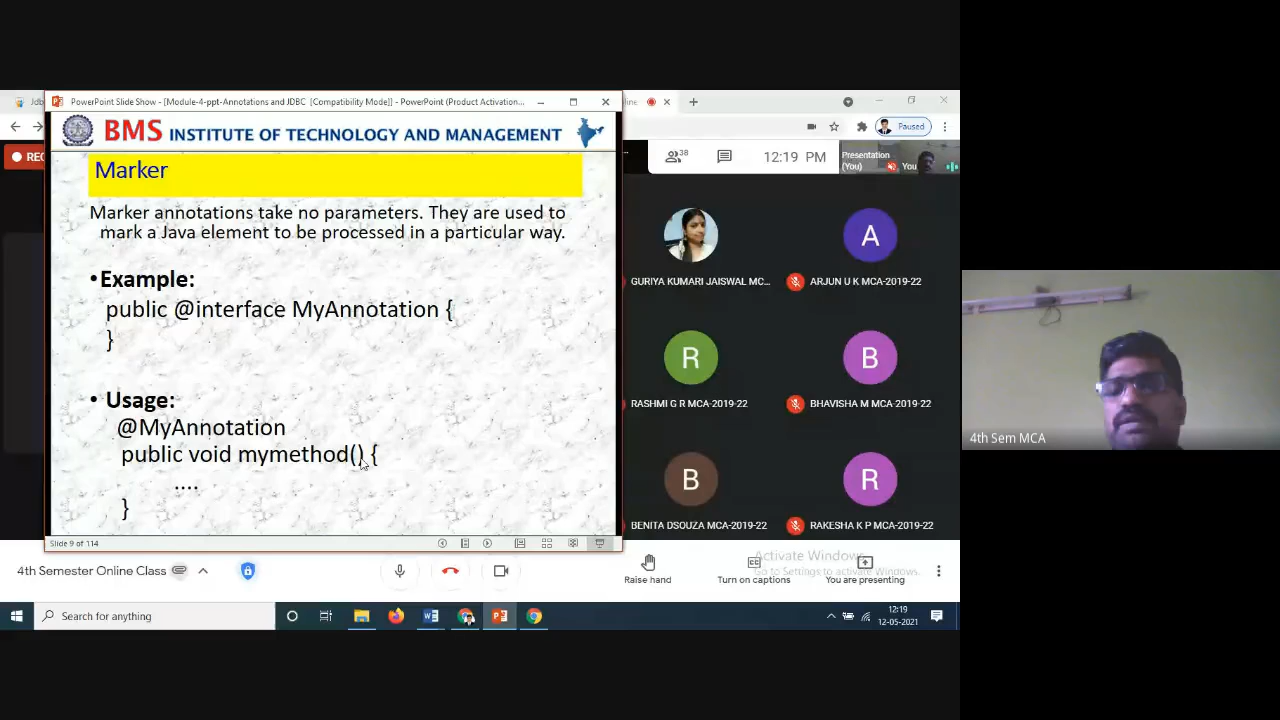 Jdb
PowerPoint Slide Show - [Module-4-ppt-Annotations and JDBC [Compatibility Mode]] - PowerPoint (Product Activation...
Paused
REC
BMS INSTITUTE OF TECHNOLOGY AND MANAGEMENT
38
12:19 PM
Presentation
(You)
You
Marker
Marker annotations take no parameters. They are used to
mark a Java element to be processed in a particular way.
•Example:
public @interface MyAnnotation {
}
• Usage:
@MyAnnotation
public void mymethod() {
....
}
Slide 9 of 114
GURIYA KUMARI JAISWAL MC...
A
ARJUN U K MCA-2019-22
R
RASHMI G R MCA-2019-22
B
BHAVISHA M MCA-2019-22
B
BENITA DSOUZA MCA-2019-22
R
RAKESHA K P MCA-2019-22
4th Sem MCA
4th Semester Online Class
Raise hand
Turn on captions
You are presenting
Activate Windows
Go to Settings to activate Windows.
Search for anything
12:19
12-05-2021